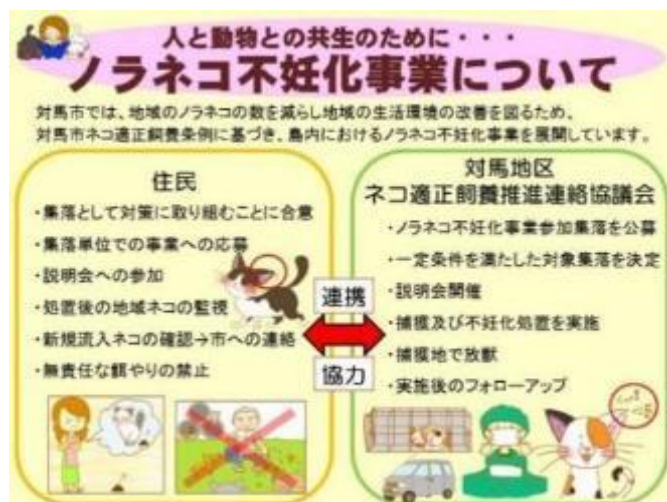 人と動物との共生のために・・・
ノラネコ不妊化事業について
対馬市では、地域のノラネコの数を減らし地域の生活環境の改善を図るため、
対馬市ネコ適正飼養条例に基づき、島内におけるノラネコ不妊化事業を展開しています。
住民
・集落として対策に取り組むことに合意
・集落単位での事業への応募
・説明会への参加
・処置後の地域ネコの監視
・新規流入ネコの確認→市への連絡
・無責任な餌やりの禁止
連携
協力
対馬地区
ネコ適正飼養推進連絡協議会
・ノラネコ不妊化事業参加集落を公募
・一定条件を満たした対象集落を決定
・説明会開催
・捕獲及び不妊化処置を実施
・捕獲地で放獣
・実施後のフォローアップ